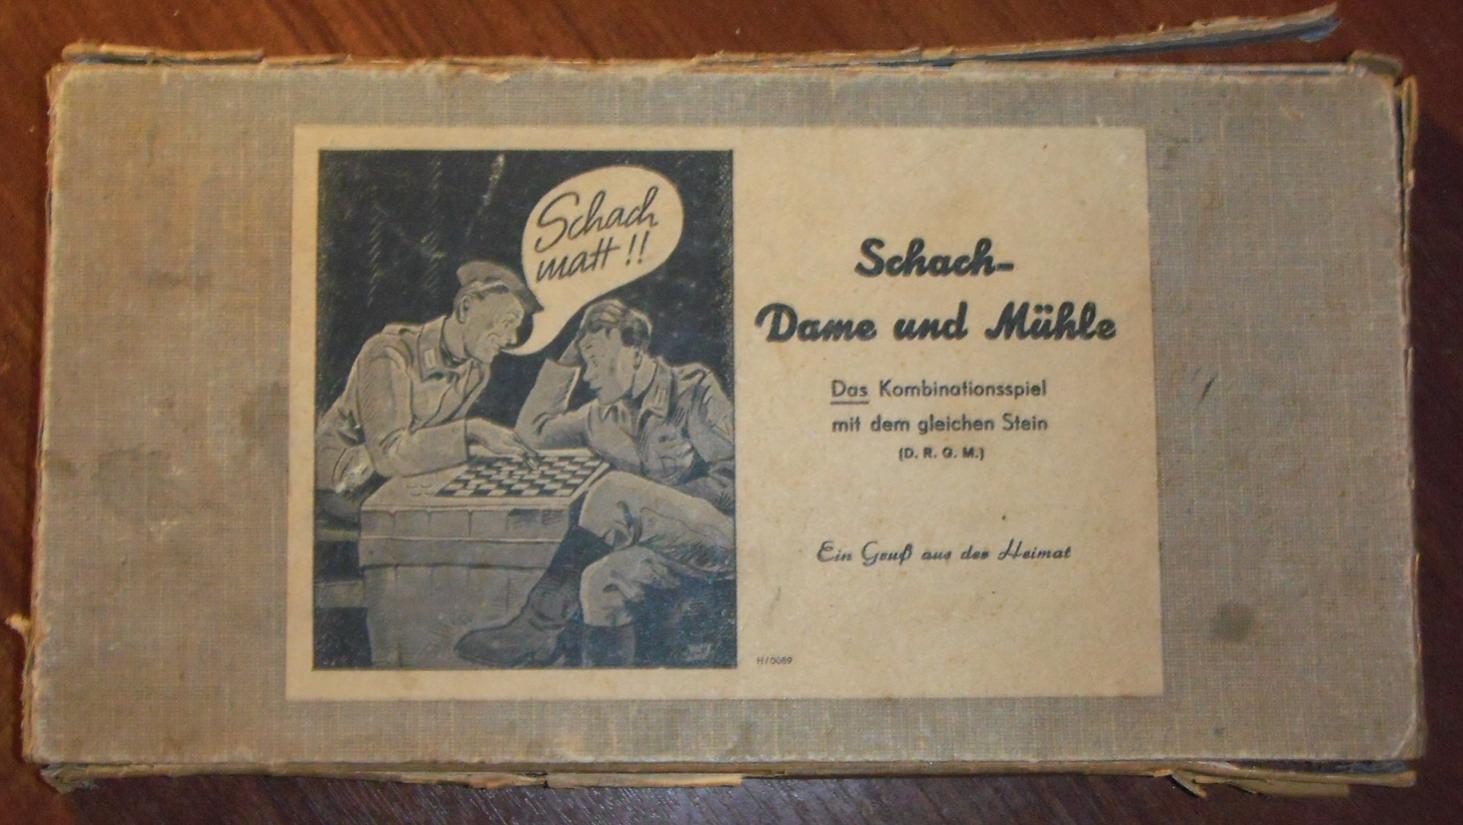 Schach
matt!!
Schach-
Dame und Mühle
Das Kombinationsspiel
mit dem gleichen Stein
(D. R. G. M.)
Ein Gruß aus der Heimat
H/0089